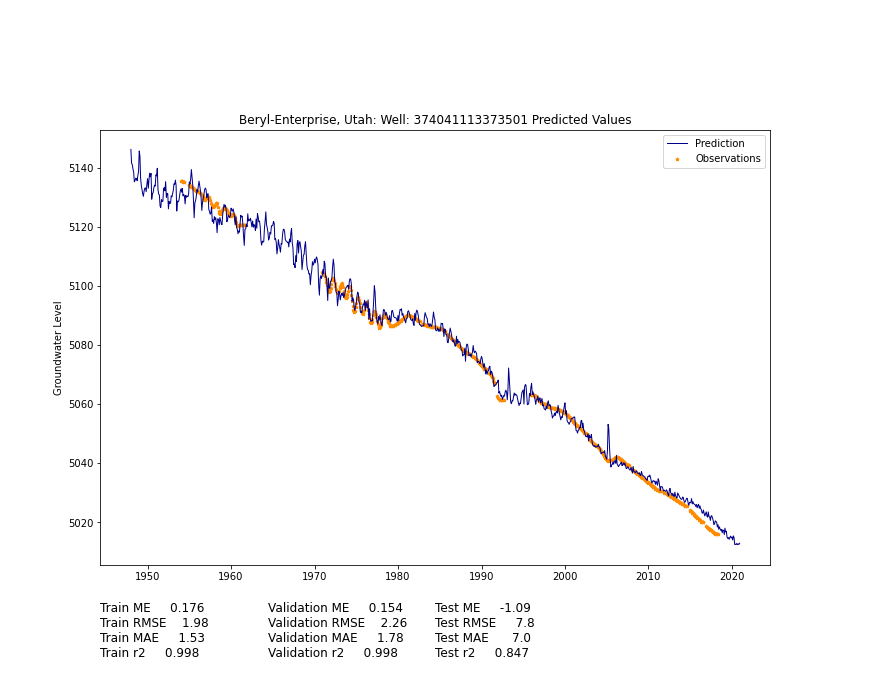 Beryl-Enterprise, Utah: Well: 374041113373501 Predicted Values
Prediction
Observations
Groundwater Level
5140
5120
5100
5080
5060
5040
5020
1950 1960 1970 1980 1990 2000 2010 2020
Train ME 0.176 Validation ME 0.154 Test ME -1.09
Train RMSE 1.98 Validation RMSE 2.26 Test RMSE 7.8
Train MAE 1.53 Validation MAE 1.78 Test MAE 7.0
Train r2 0.998 Validation r2 0.998 Test r2 0.847